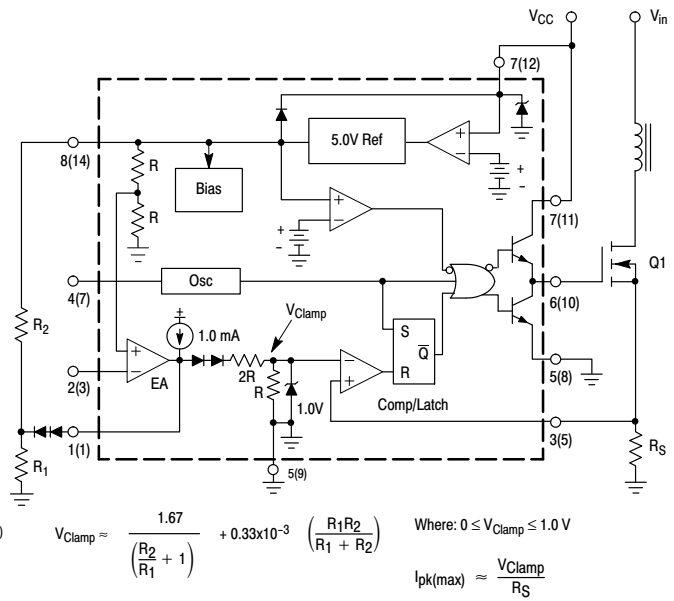 VCC
Vin
7(12)
8(14)
5.0V Ref
+
−
R
Bias
+
−
R
+
−
7(11)
+
−
Q1
4(7)
Osc
6(10)
VClamp
S
Q̅
R
±
1.0 mA
R2
+
−
EA
2R
R
−
+
1.0V
Comp/Latch
5(8)
2(3)
1(1)
3(5)
R1
5(9)
RS
)
VClamp ≈ 1.67 / (R2/R1 + 1) + 0.33x10−3 (R1R2 / R1 + R2)
Where: 0 ≤ VClamp ≤ 1.0 V
Ipk(max) ≈ VClamp / RS